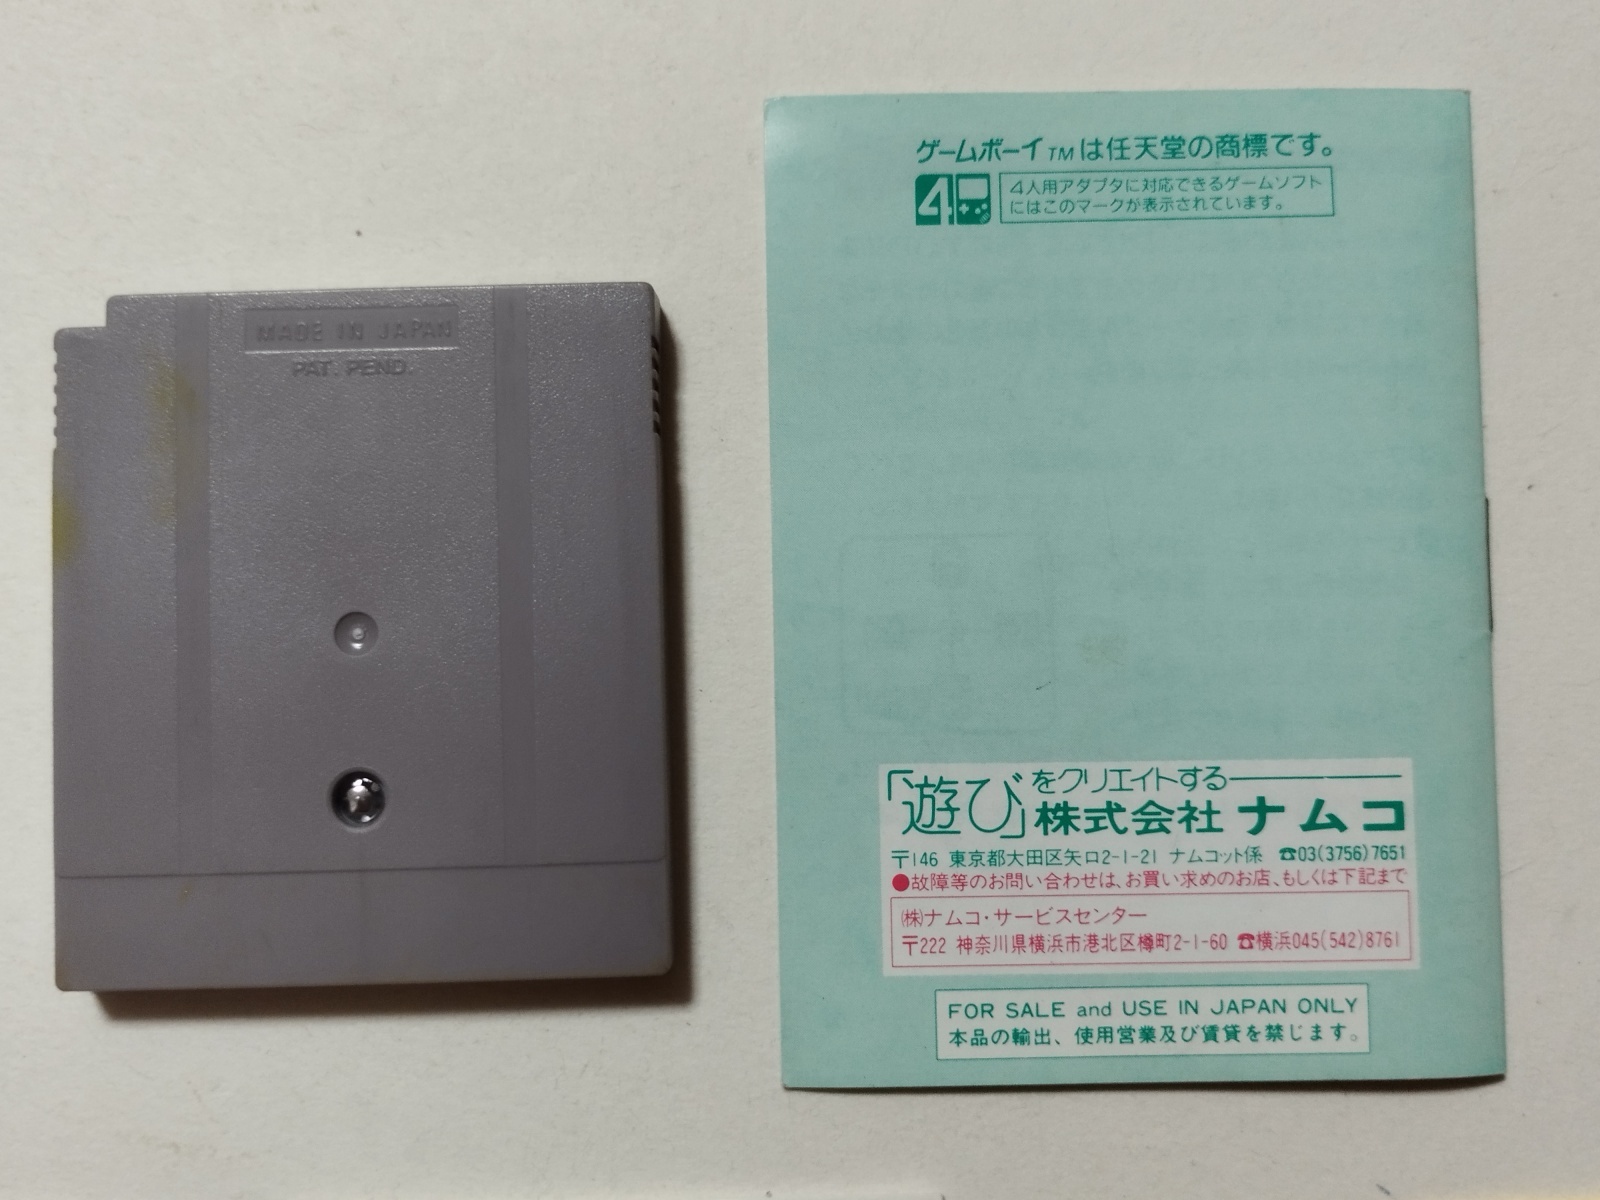 MADE IN JAPAN
PAT. PEND.
ゲームボーイTMは任天堂の商標です。
4
4人用アダプタに対応できるゲームソフト
にはこのマークが表示されています。
「遊び」をクリエイトする
株式会社 ナムコ
〒146 東京都大田区矢口2-1-21 ナムコット係 ☎03(3756)7651
●故障等のお問い合わせは、お買い求めのお店、もしくは下記まで
㈱ナムコ・サービスセンター
〒222 神奈川県横浜市港北区樽町2-1-60 ☎横浜045(542)8761
FOR SALE and USE IN JAPAN ONLY
本品の輸出、使用営業及び賃貸を禁じます。